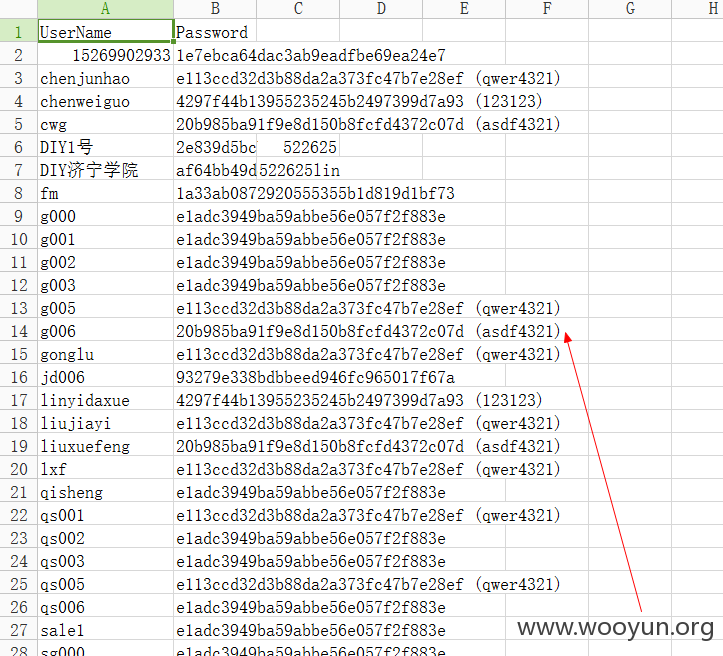 A B C D E F G H
1 UserName Password
2 15269902933 1e7ebca64dac3ab9eadfbe69ea24e7
3 chenjunhao e113ccd32d3b88da2a373fc47b7e28ef (qwer4321)
4 chenweiguo 4297f44b13955235245b2497399d7a93 (123123)
5 cwg 20b985ba91f9e8d150b8fcfd4372c07d (asdf4321)
6 DIY1号 2e839d5bc 522625
7 DIY济宁学院 af64bb49d 522625lin
8 fm 1a33ab0872920555355b1d819d1bf73
9 g000 e1adc3949ba59abbe56e057f2f883e
10 g001 e1adc3949ba59abbe56e057f2f883e
11 g002 e1adc3949ba59abbe56e057f2f883e
12 g003 e1adc3949ba59abbe56e057f2f883e
13 g005 e113ccd32d3b88da2a373fc47b7e28ef (qwer4321)
14 g006 20b985ba91f9e8d150b8fcfd4372c07d (asdf4321)
15 gonglu e113ccd32d3b88da2a373fc47b7e28ef (qwer4321)
16 jd006 93279e338bdbbeed946fc965017f67a
17 linyidaxue 4297f44b13955235245b2497399d7a93 (123123)
18 liujiayi e113ccd32d3b88da2a373fc47b7e28ef (qwer4321)
19 liuxuefeng 20b985ba91f9e8d150b8fcfd4372c07d (asdf4321)
20 lxf e113ccd32d3b88da2a373fc47b7e28ef (qwer4321)
21 qisheng e1adc3949ba59abbe56e057f2f883e
22 qs001 e113ccd32d3b88da2a373fc47b7e28ef (qwer4321)
23 qs002 e1adc3949ba59abbe56e057f2f883e
24 qs003 e1adc3949ba59abbe56e057f2f883e
25 qs005 e113ccd32d3b88da2a373fc47b7e28ef (qwer4321)
26 qs006 e1adc3949ba59abbe56e057f2f883e
27 sale1 e1adc3949ba59abbe56e057f2f883e
28 sg000 e1adc3949ba59abbe56e057f2f883e
www.wooyun.org